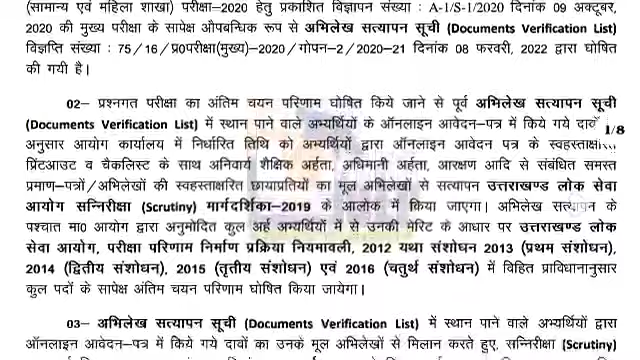 (सामान्य एवं महिला शाखा) परीक्षा–2020 हेतु प्रकाशित विज्ञापन संख्या : A-1/S-1/2020 दिनांक 09 अक्टूबर,
2020 की मुख्य परीक्षा के सापेक्ष औपबन्धिक रूप से अभिलेख सत्यापन सूची (Documents Verification List)
विज्ञप्ति संख्या : 75/16/प्र0परीक्षा(मुख्य)–2020/गोपन–2/2020–21 दिनांक 08 फरवरी, 2022 द्वारा घोषित
की गयी है।
02– प्रश्नगत परीक्षा का अंतिम चयन परिणाम घोषित किये जाने से पूर्व अभिलेख सत्यापन सूची
(Documents Verification List) में स्थान पाने वाले अभ्यर्थियों के ऑनलाइन आवेदन–पत्र में किये गये दावों
1/8
अनुसार आयोग कार्यालय में निर्धारित तिथि को अभ्यर्थियों द्वारा ऑनलाइन आवेदन पत्र के स्वहस्ताक्षरित
प्रिंटआउट व चैकलिस्ट के साथ अनिवार्य शैक्षिक अर्हता, अधिमानी अर्हता, आरक्षण आदि से संबंधित समस्त
प्रमाण–पत्रों/अभिलेखों की स्वहस्ताक्षरित छायाप्रतियों का मूल अभिलेखों से सत्यापन उत्तराखण्ड लोक सेवा
आयोग सन्निरीक्षा (Scrutiny) मार्गदर्शिका–2019 के आलोक में किया जाएगा। अभिलेख सत्यापन के
पश्चात मा0 आयोग द्वारा अनुमोदित कुल अर्ह अभ्यर्थियों में से उनकी मेरिट के आधार पर उत्तराखण्ड लोक
सेवा आयोग, परीक्षा परिणाम निर्माण प्रक्रिया नियमावली, 2012 यथा संशोधन 2013 (प्रथम संशोधन),
2014 (द्वितीय संशोधन), 2015 (तृतीय संशोधन) एवं 2016 (चतुर्थ संशोधन) में विहित प्राविधानानुसार
कुल पदों के सापेक्ष अंतिम चयन परिणाम घोषित किया जायेगा।
03– अभिलेख सत्यापन सूची (Documents Verification List) में स्थान पाने वाले अभ्यर्थियों द्वारा
ऑनलाइन आवेदन–पत्र में किये गये दावों का उनके मूल अभिलेखों से मिलान करते हुए, सन्निरीक्षा (Scrutiny)